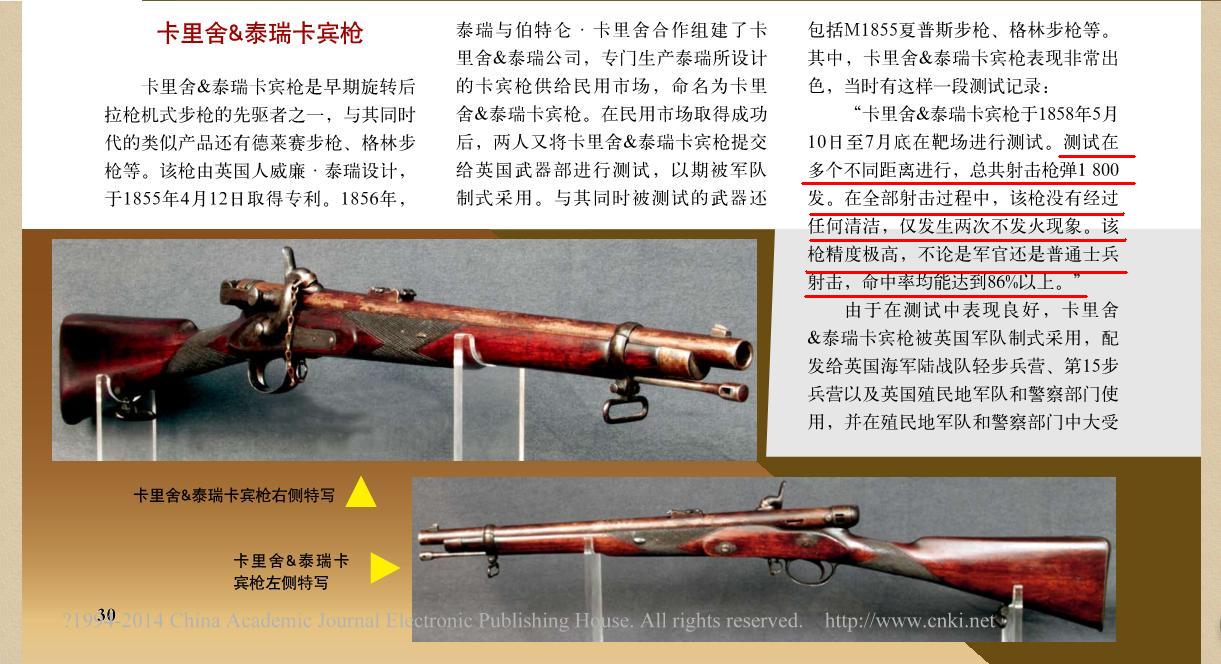 卡里舍&泰瑞卡宾枪
卡里舍&泰瑞卡宾枪是早期旋转后
拉枪机式步枪的先驱者之一，与其同时
代的类似产品还有德莱赛步枪、格林步
枪等。该枪由英国人威廉·泰瑞设计，
于1855年4月12日取得专利。1856年，
泰瑞与伯特仑·卡里舍合作组建了卡
里舍&泰瑞公司，专门生产泰瑞所设计
的卡宾枪供给民用市场，命名为卡里
舍&泰瑞卡宾枪。在民用市场取得成功
后，两人又将卡里舍&泰瑞卡宾枪提交
给英国武器部进行测试，以期被军队
制式采用。与其同时被测试的武器还
包括M1855夏普斯步枪、格林步枪等。
其中，卡里舍&泰瑞卡宾枪表现非常出
色，当时有这样一段测试记录：
“卡里舍&泰瑞卡宾枪于1858年5月
10日至7月底在靶场进行测试。测试在
多个不同距离进行，总共射击枪弹1 800
发。在全部射击过程中，该枪没有经过
任何清洁，仅发生两次不发火现象。该
枪精度极高，不论是军官还是普通士兵
射击，命中率均能达到86%以上。”
由于在测试中表现良好，卡里舍
&泰瑞卡宾枪被英国军队制式采用，配
发给英国海军陆战队轻步兵营、第15步
兵营以及英国殖民地军队和警察部门使
用，并在殖民地军队和警察部门中大受
卡里舍&泰瑞卡宾枪右侧特写
卡里舍&泰瑞卡
宾枪左侧特写
30
?1994-2014 China Academic Journal Electronic Publishing House. All rights reserved. http://www.cnki.net